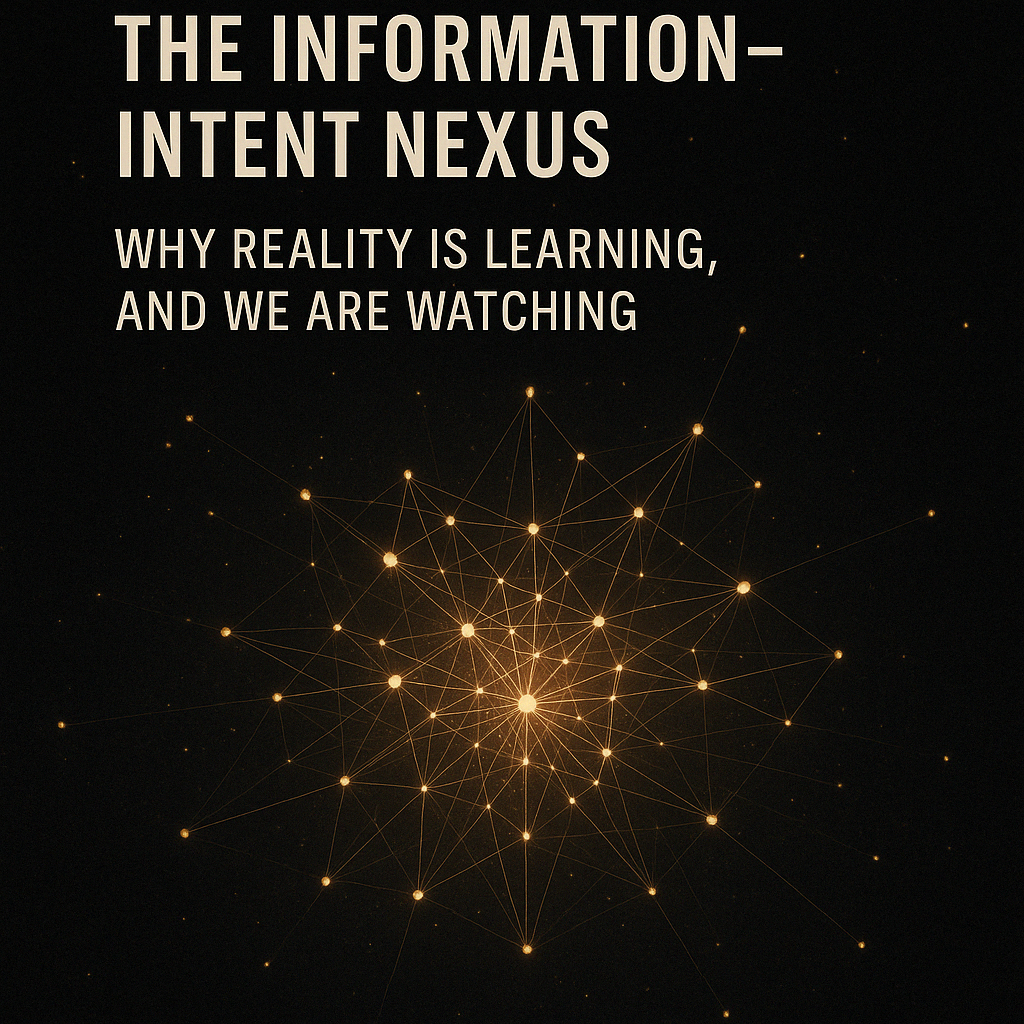 THE INFORMATION–
INTENT NEXUS
WHY REALITY IS LEARNING,
AND WE ARE WATCHING